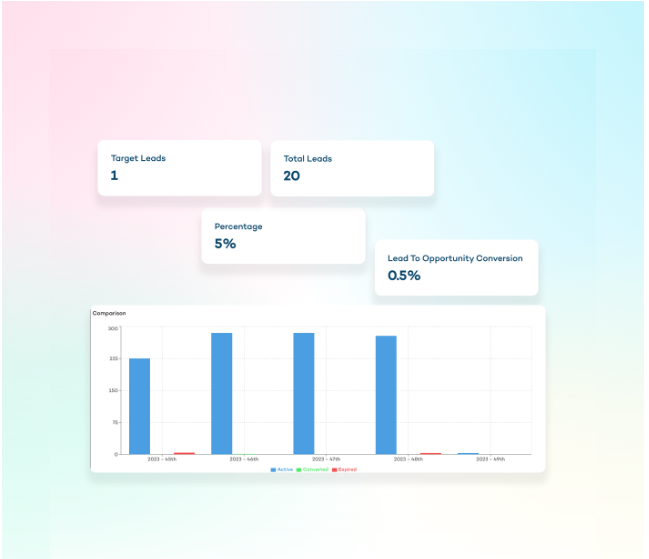 Target Leads
1
Total Leads
20
Percentage
5%
Lead To Opportunity Conversion
0.5%
Comparison
300
225
150
75
0
2023 - 45th
2023 - 46th
2023 - 47th
2023 - 48th
2023 - 49th
Active Converted Expired